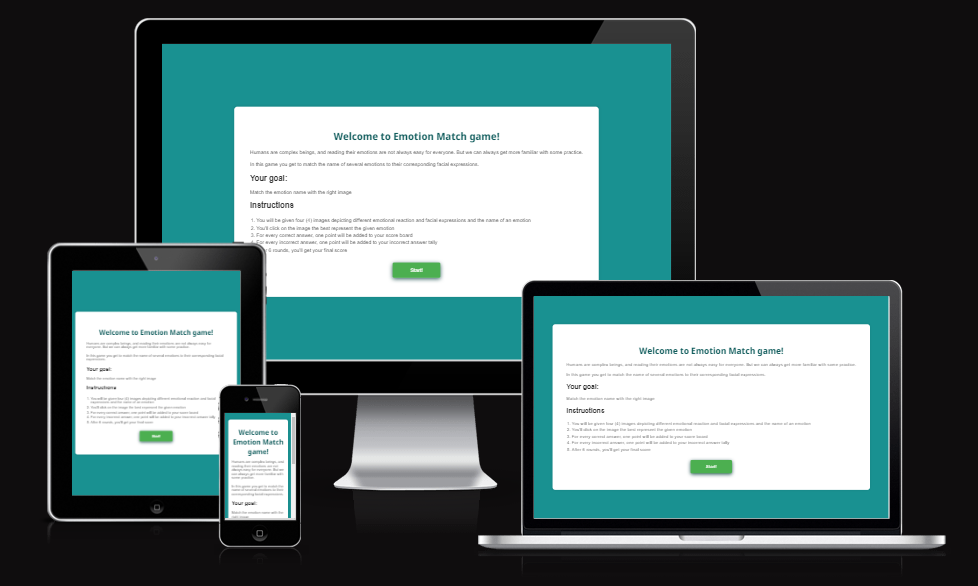 Welcome to Emotion Match game!
Humans are complex beings, and reading their emotions are not always easy for everyone. But we can always get more familiar with some practice.
In this game you get to match the name of several emotions to their corresponding facial expressions.
Your goal:
Match the emotion name with the right image
Instructions
1. You will be given four (4) images depicting different emotional reaction and facial expressions and the name of an emotion
2. You'll click on the image the best represent the given emotion
3. For every correct answer, one point will be added to your score board
4. For every incorrect answer, one point will be added to your incorrect answer tally
6 rounds, you'll get your final score
Start
Welcome to Emotion Match game!
Humans are complex beings, and reading their emotions are not always easy for
everyone. But we can always get more familiar with some practice.
In this game you get to match the name of several emotions to their corresponding facial
expressions.
Your goal:
Match the emotion name with the right image
Instructions
1. You will be given four (4) images depicting different emotional reaction and facial
expressions and the name of an emotion
2. You'll click on the image the best represent the given emotion
3. For every correct answer, one point will be added to your score board
4. For every incorrect answer, one point will be added to your incorrect answer tally
5. After 6 rounds, you'll get your final score
Start
Welcome to
Emotion Match
game!
Humans are complex beings, and
reading their emotions are not
always easy for everyone. But we
can always get more familiar with
some practice.
In this game you get to match the
name of several emotions to their
corresponding facial expressions.
Your goal:
Match the emotion name with the
right image
Welcome to Emotion Match game!
Humans are complex beings, and reading their emotions are not always easy for everyone. But we can always get more familiar with some practice.
In this game you get to match the name of several emotions to their corresponding facial expressions.
Your goal:
Match the emotion name with the right image
Instructions
1. You will be given four (4) images depicting different emotional reaction and facial expressions and the name of an emotion
2. You'll click on the image the best represent the given emotion
3. For every correct answer, one point will be added to your score board
4. For every incorrect answer, one point will be added to your incorrect answer tally
5. After 6 rounds, you'll get your final score
Start